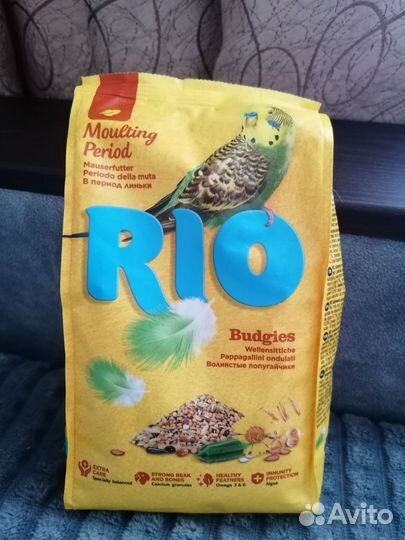 Moulting
Period
Mauserfutter
Periodo della muta
В период линьки
RIO
Budgies
Wellensittiche
Pappagallini ondulati
Волнистые попугайчики
EXTRA
CARE
Specially balanced
STRONG BEAK
AND BONES
Calcium granules
HEALTHY
FEATHERS
Omega 3 & 6
IMMUNITY
PROTECTION
Algae
Avito